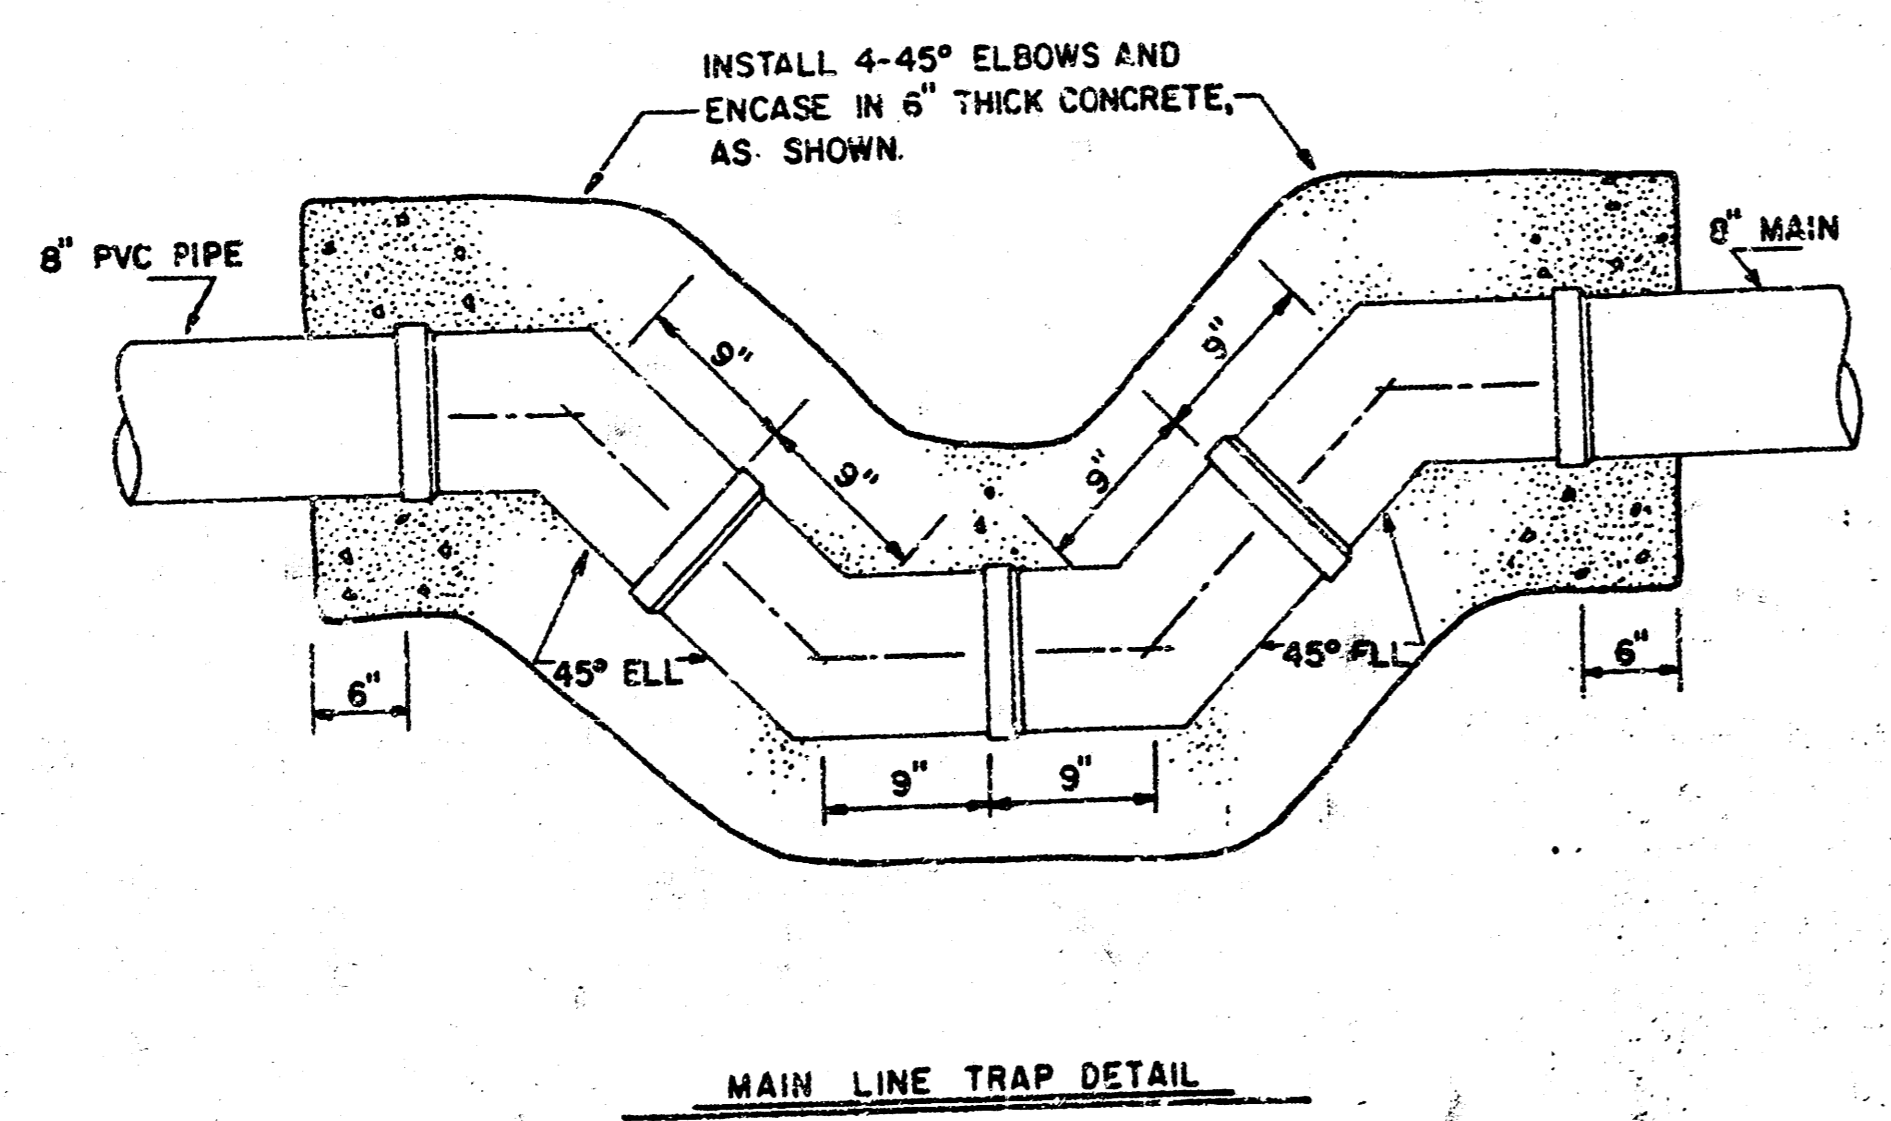 INSTALL 4-45° ELBOWS AND
ENCASE IN 6" THICK CONCRETE,
AS SHOWN.
8" PVC PIPE
8" MAIN
9"
9"
9"
9"
45° ELL
45° ELL
6"
6"
9"
9"
MAIN LINE TRAP DETAIL